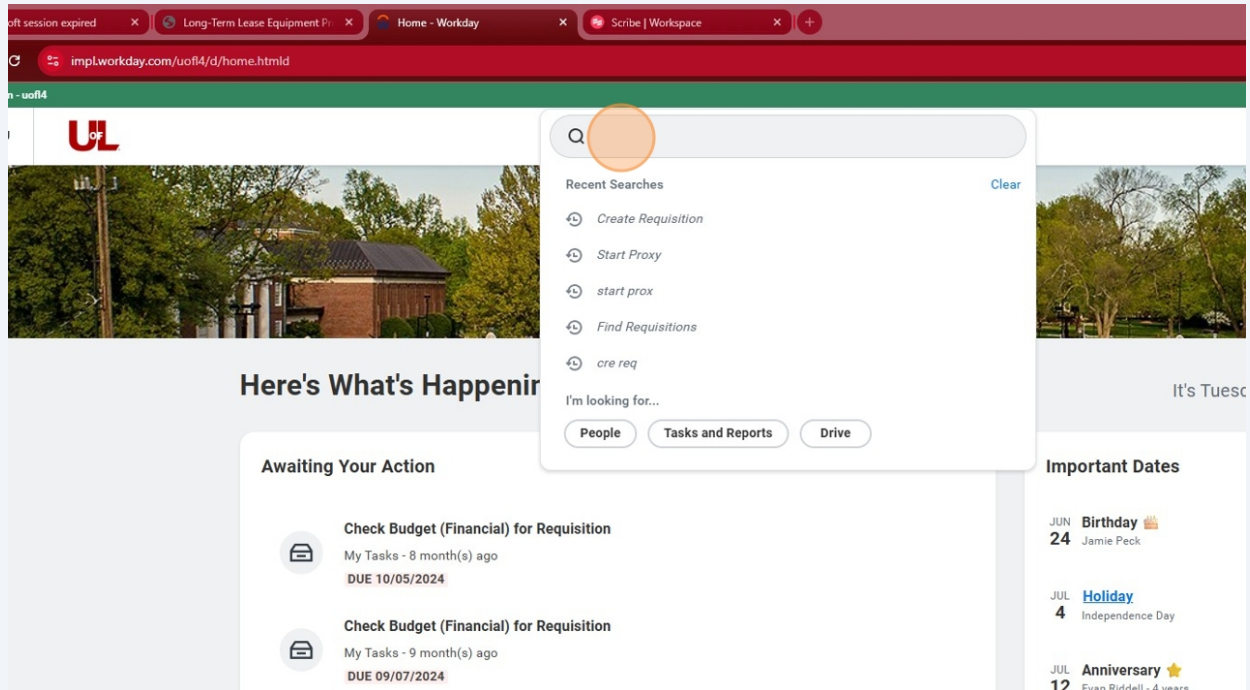 oft session expired
Long-Term Lease Equipment Pr
Home - Workday
Scribe | Workspace
impl.workday.com/uofl4/d/home.htmld
n - uofl4
U OF L
Recent Searches
Clear
Create Requisition
Start Proxy
start prox
Find Requisitions
cre req
I'm looking for...
People
Tasks and Reports
Drive
Here's What's Happenin
It's Tuesd
Awaiting Your Action
Check Budget (Financial) for Requisition
My Tasks - 8 month(s) ago
DUE 10/05/2024
Check Budget (Financial) for Requisition
My Tasks - 9 month(s) ago
DUE 09/07/2024
Important Dates
JUN
24
Birthday
Jamie Peck
JUL
4
Holiday
Independence Day
JUL
12
Anniversary
Evan Riddell - 4 years